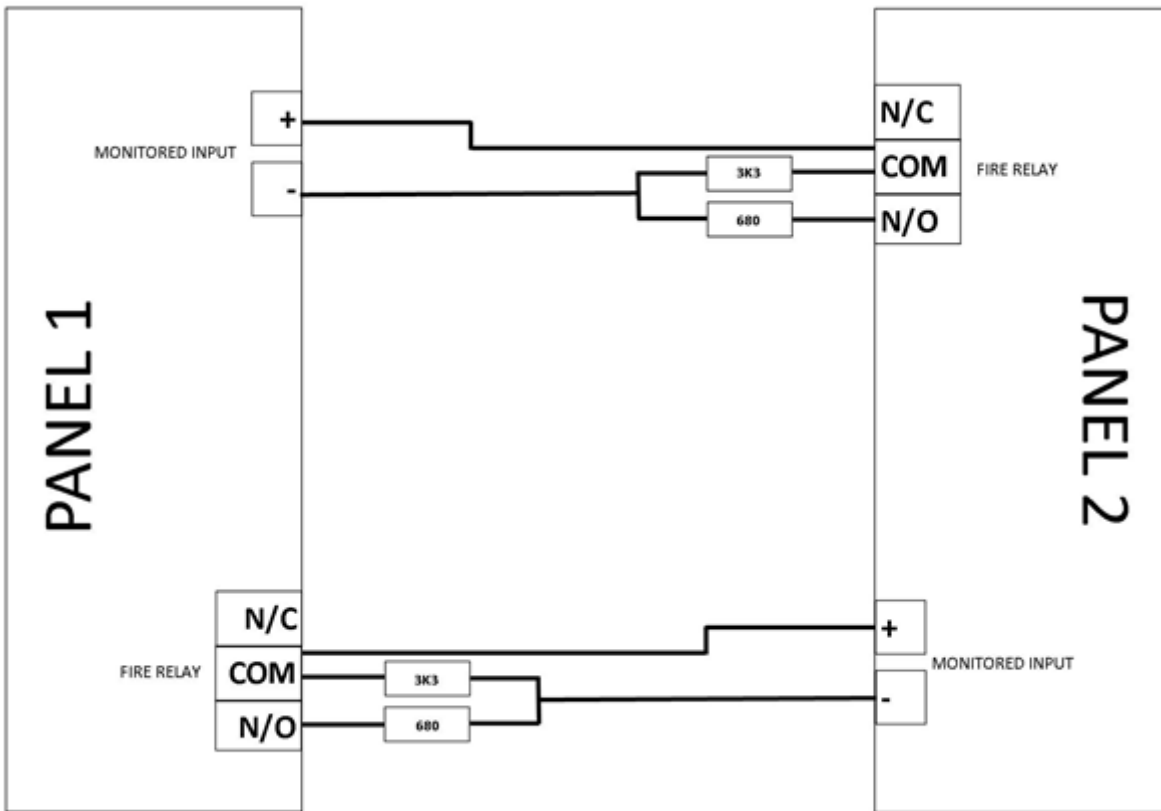 +
MONITORED INPUT
-
N/C
3K3
COM
FIRE RELAY
680
N/O
PANEL 1
PANEL 2
N/C
FIRE RELAY
COM
3K3
N/O
680
+
MONITORED INPUT
-